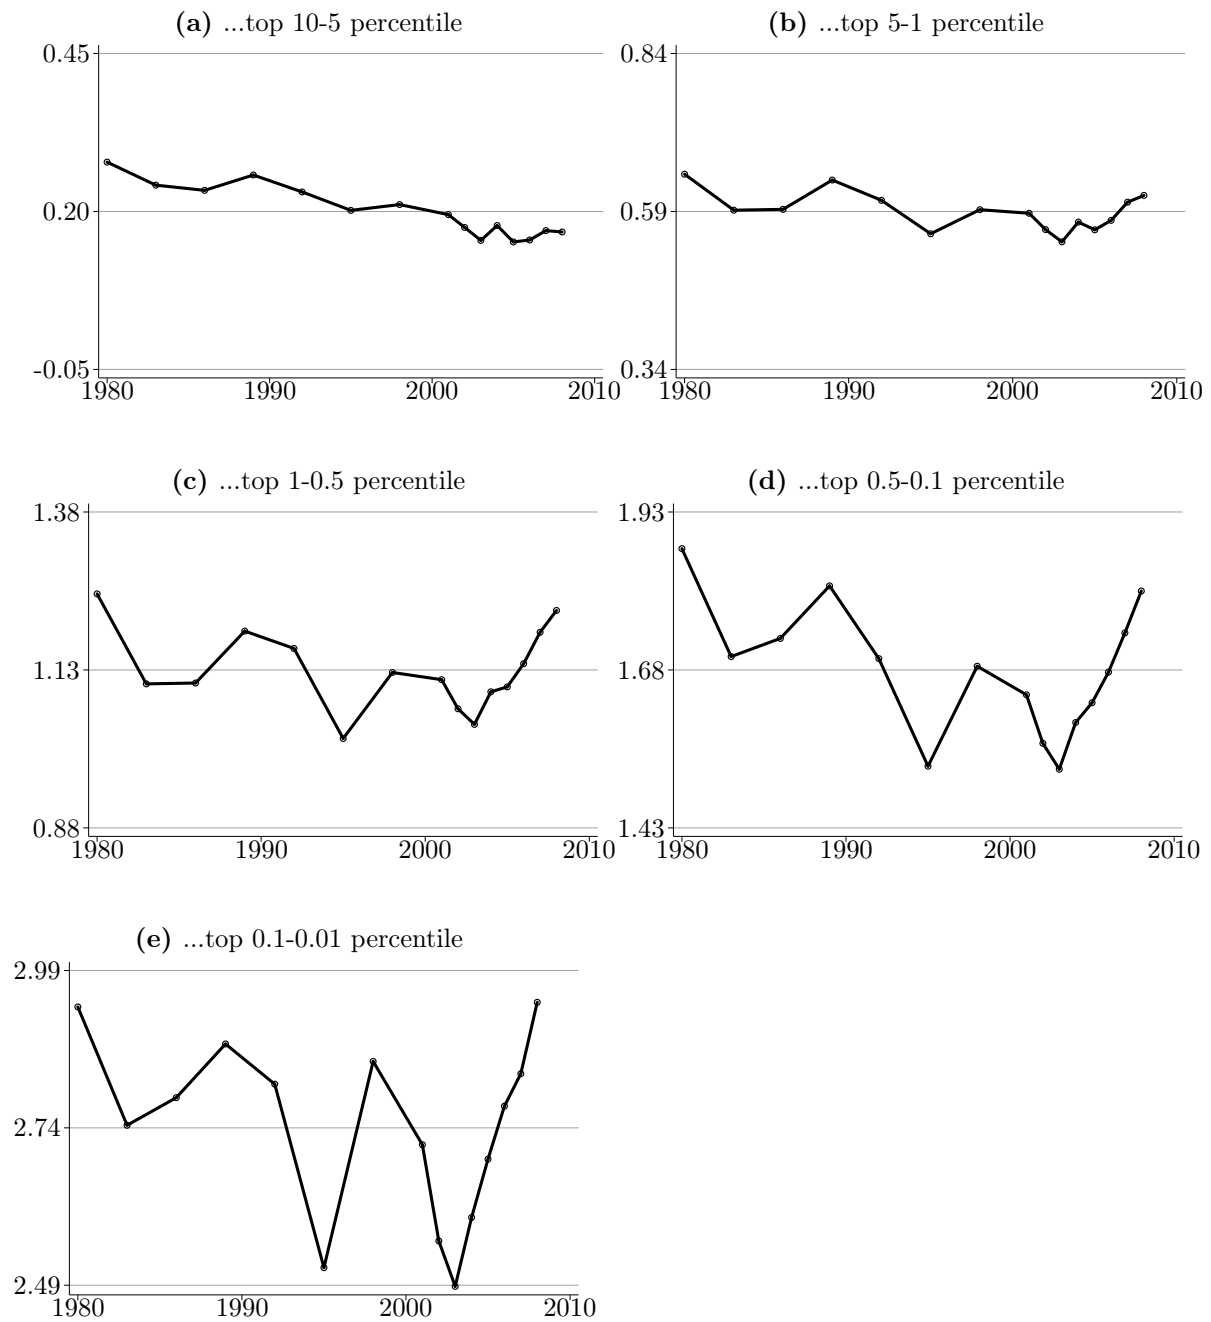 (a) ...top 10-5 percentile
0.45
0.20
-0.05
1980 1990 2000 2010
(b) ...top 5-1 percentile
0.84
0.59
0.34
1980 1990 2000 2010
(c) ...top 1-0.5 percentile
1.38
1.13
0.88
1980 1990 2000 2010
(d) ...top 0.5-0.1 percentile
1.93
1.68
1.43
1980 1990 2000 2010
(e) ...top 0.1-0.01 percentile
2.99
2.74
2.49
1980 1990 2000 2010